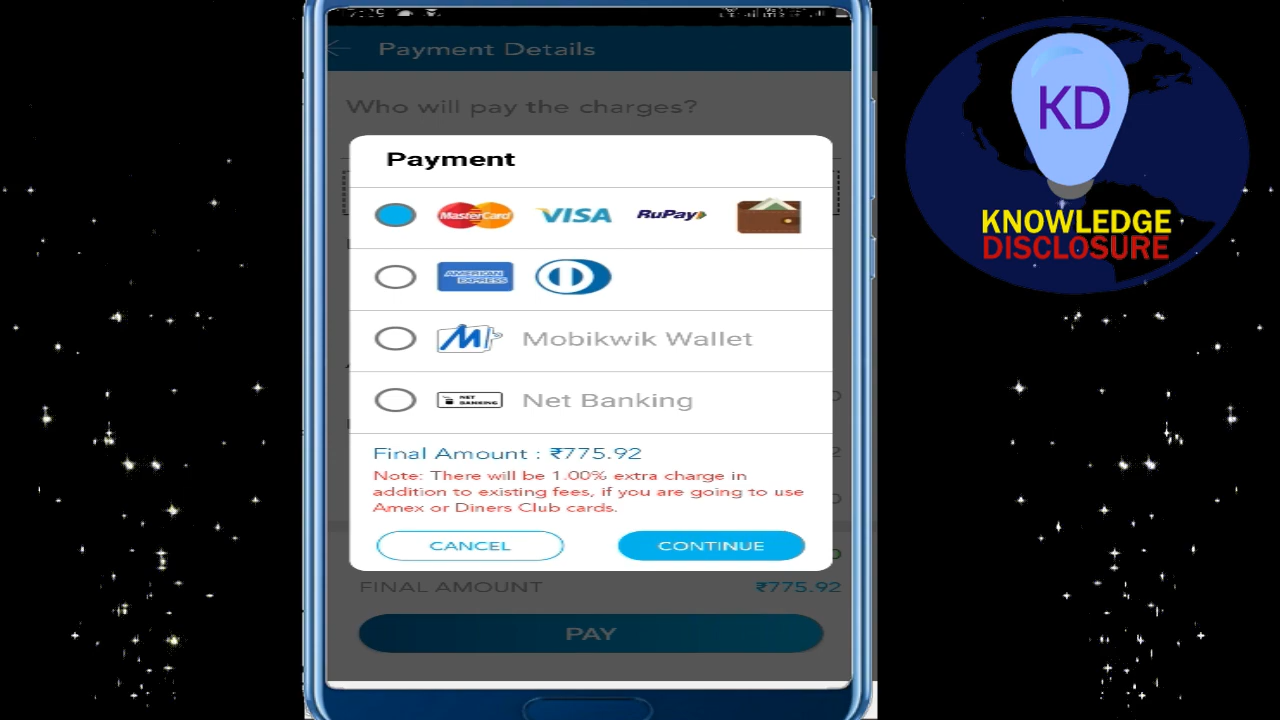 Payment Details
Who will pay the charges?
Payment
MasterCard VISA RuPay
AMERICAN EXPRESS
Mobikwik Wallet
NET BANKING Net Banking
Final Amount : ₹775.92
Note: There will be 1.00% extra charge in
addition to existing fees, if you are going to use
Amex or Diners Club cards.
CANCEL CONTINUE
FINAL AMOUNT ₹775.92
PAY
KD
KNOWLEDGE
DISCLOSURE